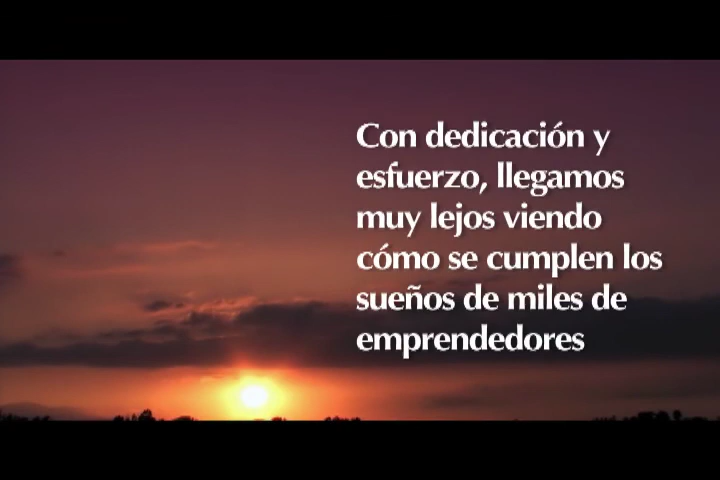 Con dedicación y
esfuerzo, llegamos
muy lejos viendo
cómo se cumplen los
sueños de miles de
emprendedores